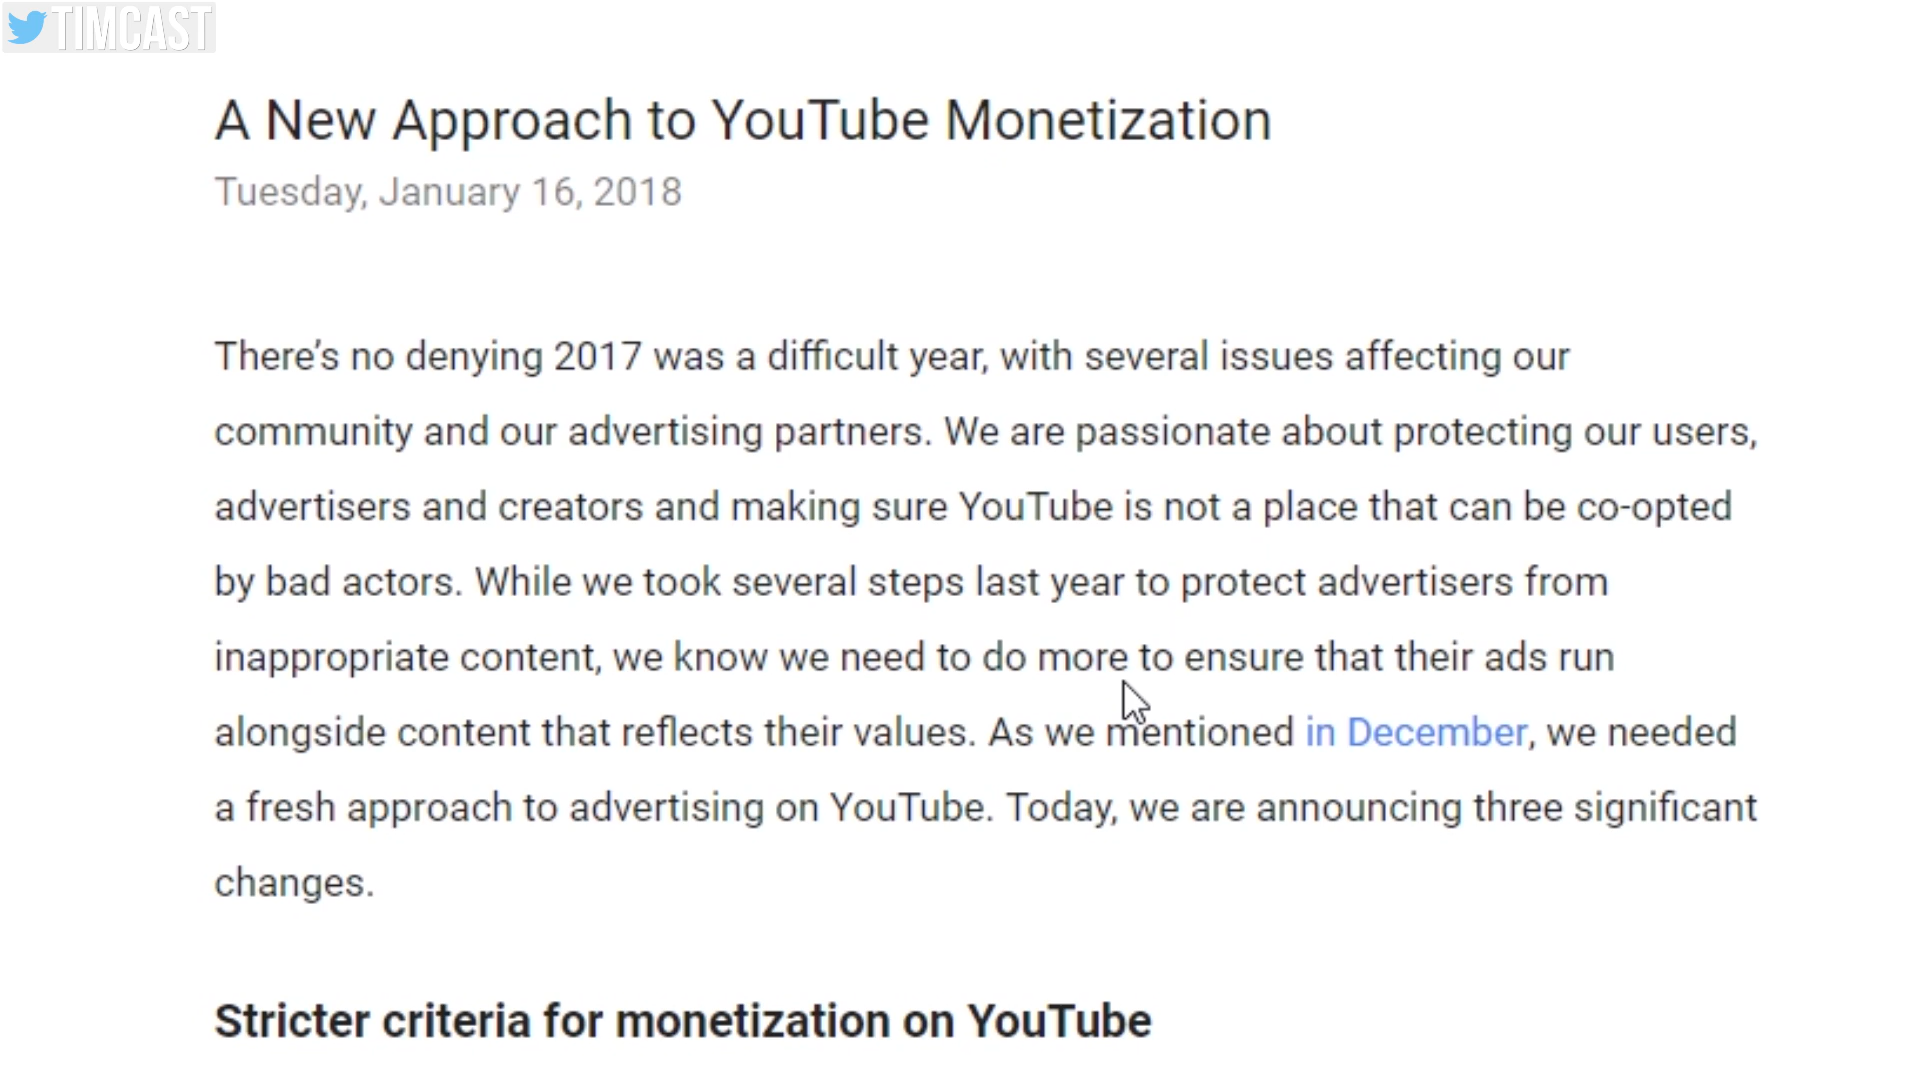 TIMCAST
A New Approach to YouTube Monetization
Tuesday, January 16, 2018
There’s no denying 2017 was a difficult year, with several issues affecting our
community and our advertising partners. We are passionate about protecting our users,
advertisers and creators and making sure YouTube is not a place that can be co-opted
by bad actors. While we took several steps last year to protect advertisers from
inappropriate content, we know we need to do more to ensure that their ads run
alongside content that reflects their values. As we mentioned in December, we needed
a fresh approach to advertising on YouTube. Today, we are announcing three significant
changes.
Stricter criteria for monetization on YouTube